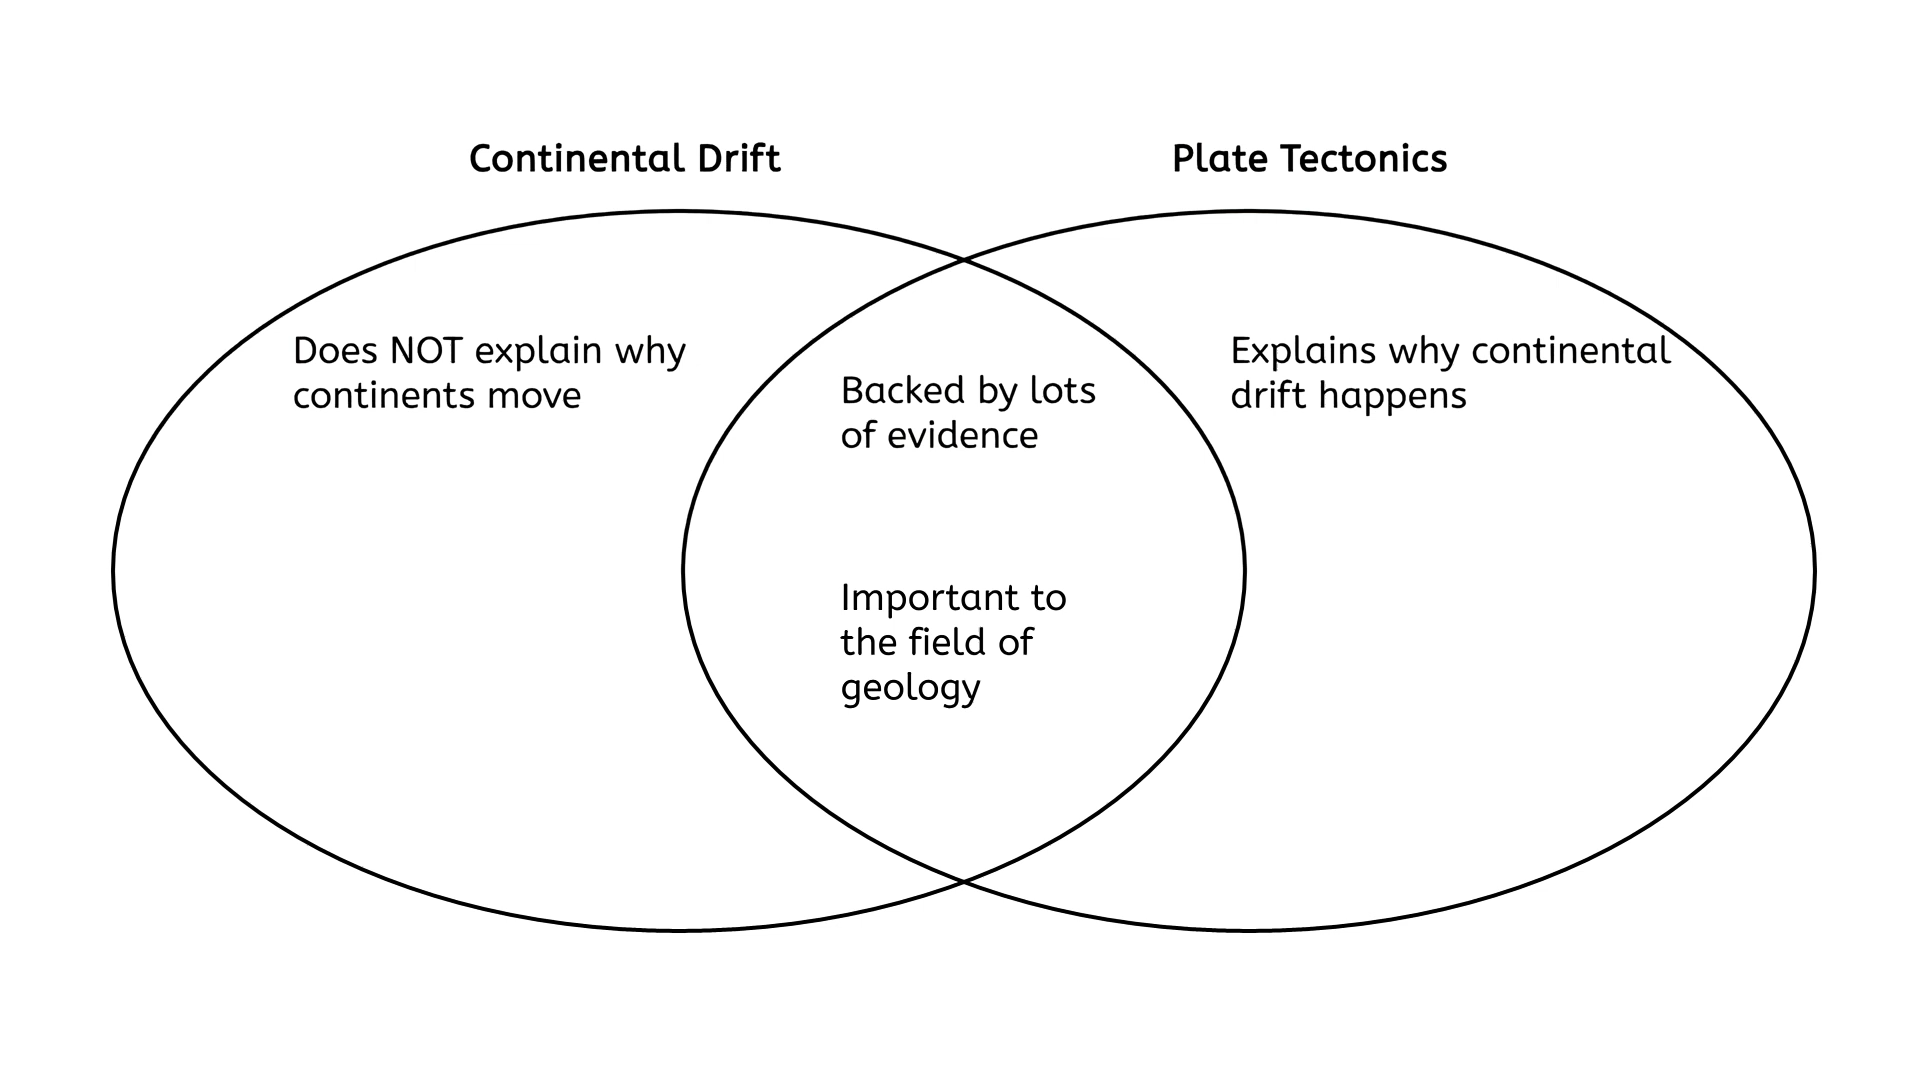 Continental Drift
Plate Tectonics
Does NOT explain why
continents move
Backed by lots
of evidence
Important to
the field of
geology
Explains why continental
drift happens